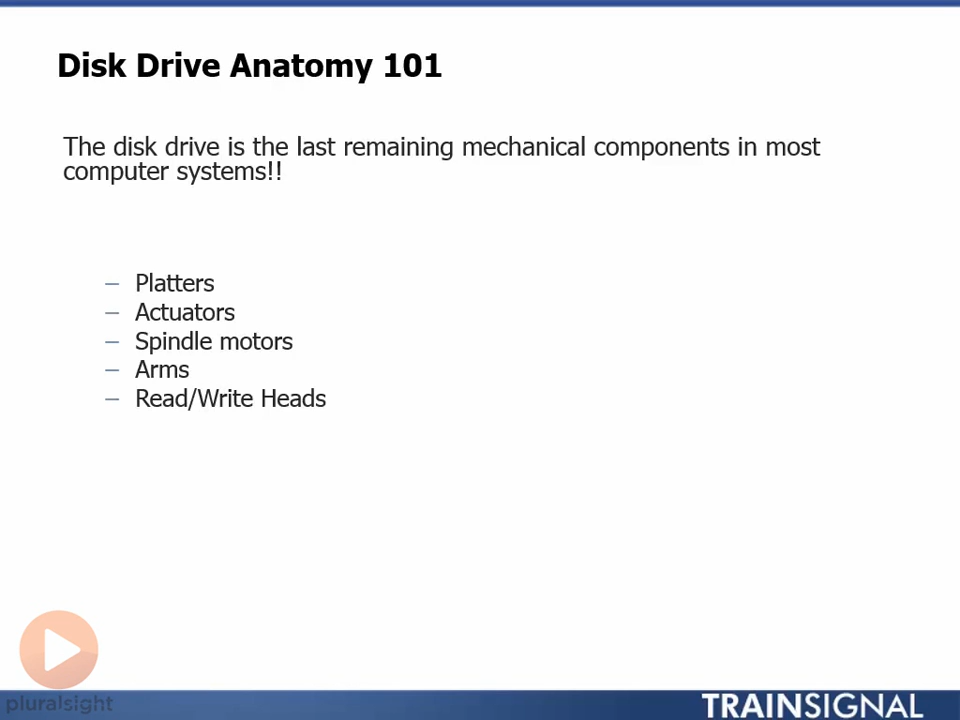 Disk Drive Anatomy 101
The disk drive is the last remaining mechanical components in most
computer systems!!
– Platters
– Actuators
– Spindle motors
– Arms
– Read/Write Heads
pluralsight
TRAINSIGNAL